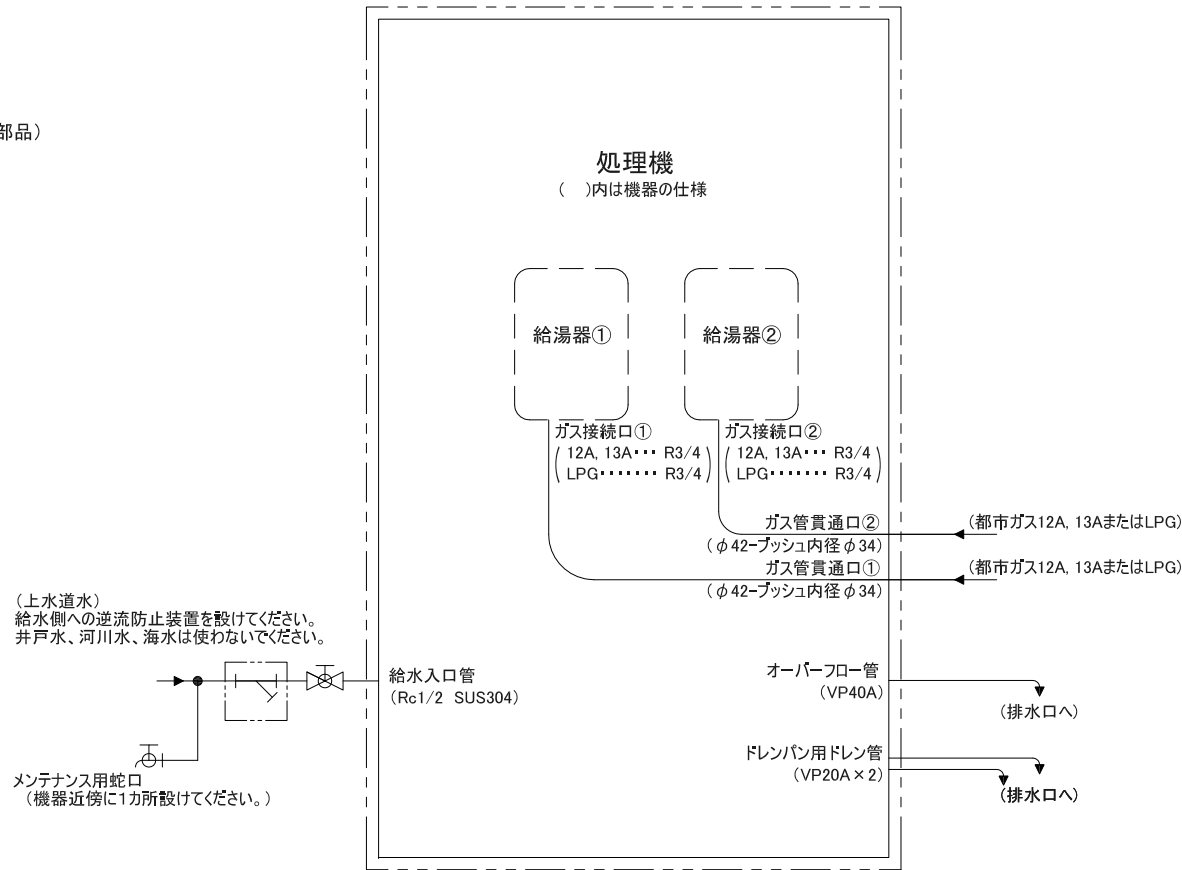 部品）
処理機
（　）内は機器の仕様
給湯器①
給湯器②
ガス接続口①
12A, 13A・・・ R3/4
LPG・・・・・・・ R3/4
ガス接続口②
12A, 13A・・・ R3/4
LPG・・・・・・・ R3/4
ガス管貫通口②
（φ42-ブッシュ内径φ34）
（都市ガス12A, 13AまたはLPG）
ガス管貫通口①
（φ42-ブッシュ内径φ34）
（都市ガス12A, 13AまたはLPG）
（上水道水）
給水側への逆流防止装置を設けてください。
井戸水、河川水、海水は使わないでください。
給水入口管
（Rc1/2 SUS304）
メンテナンス用蛇口
（機器近傍に1カ所設けてください。）
オーバーフロー管
（VP40A）
（排水口へ）
ドレンパン用ドレン管
（VP20A×2）
（排水口へ）